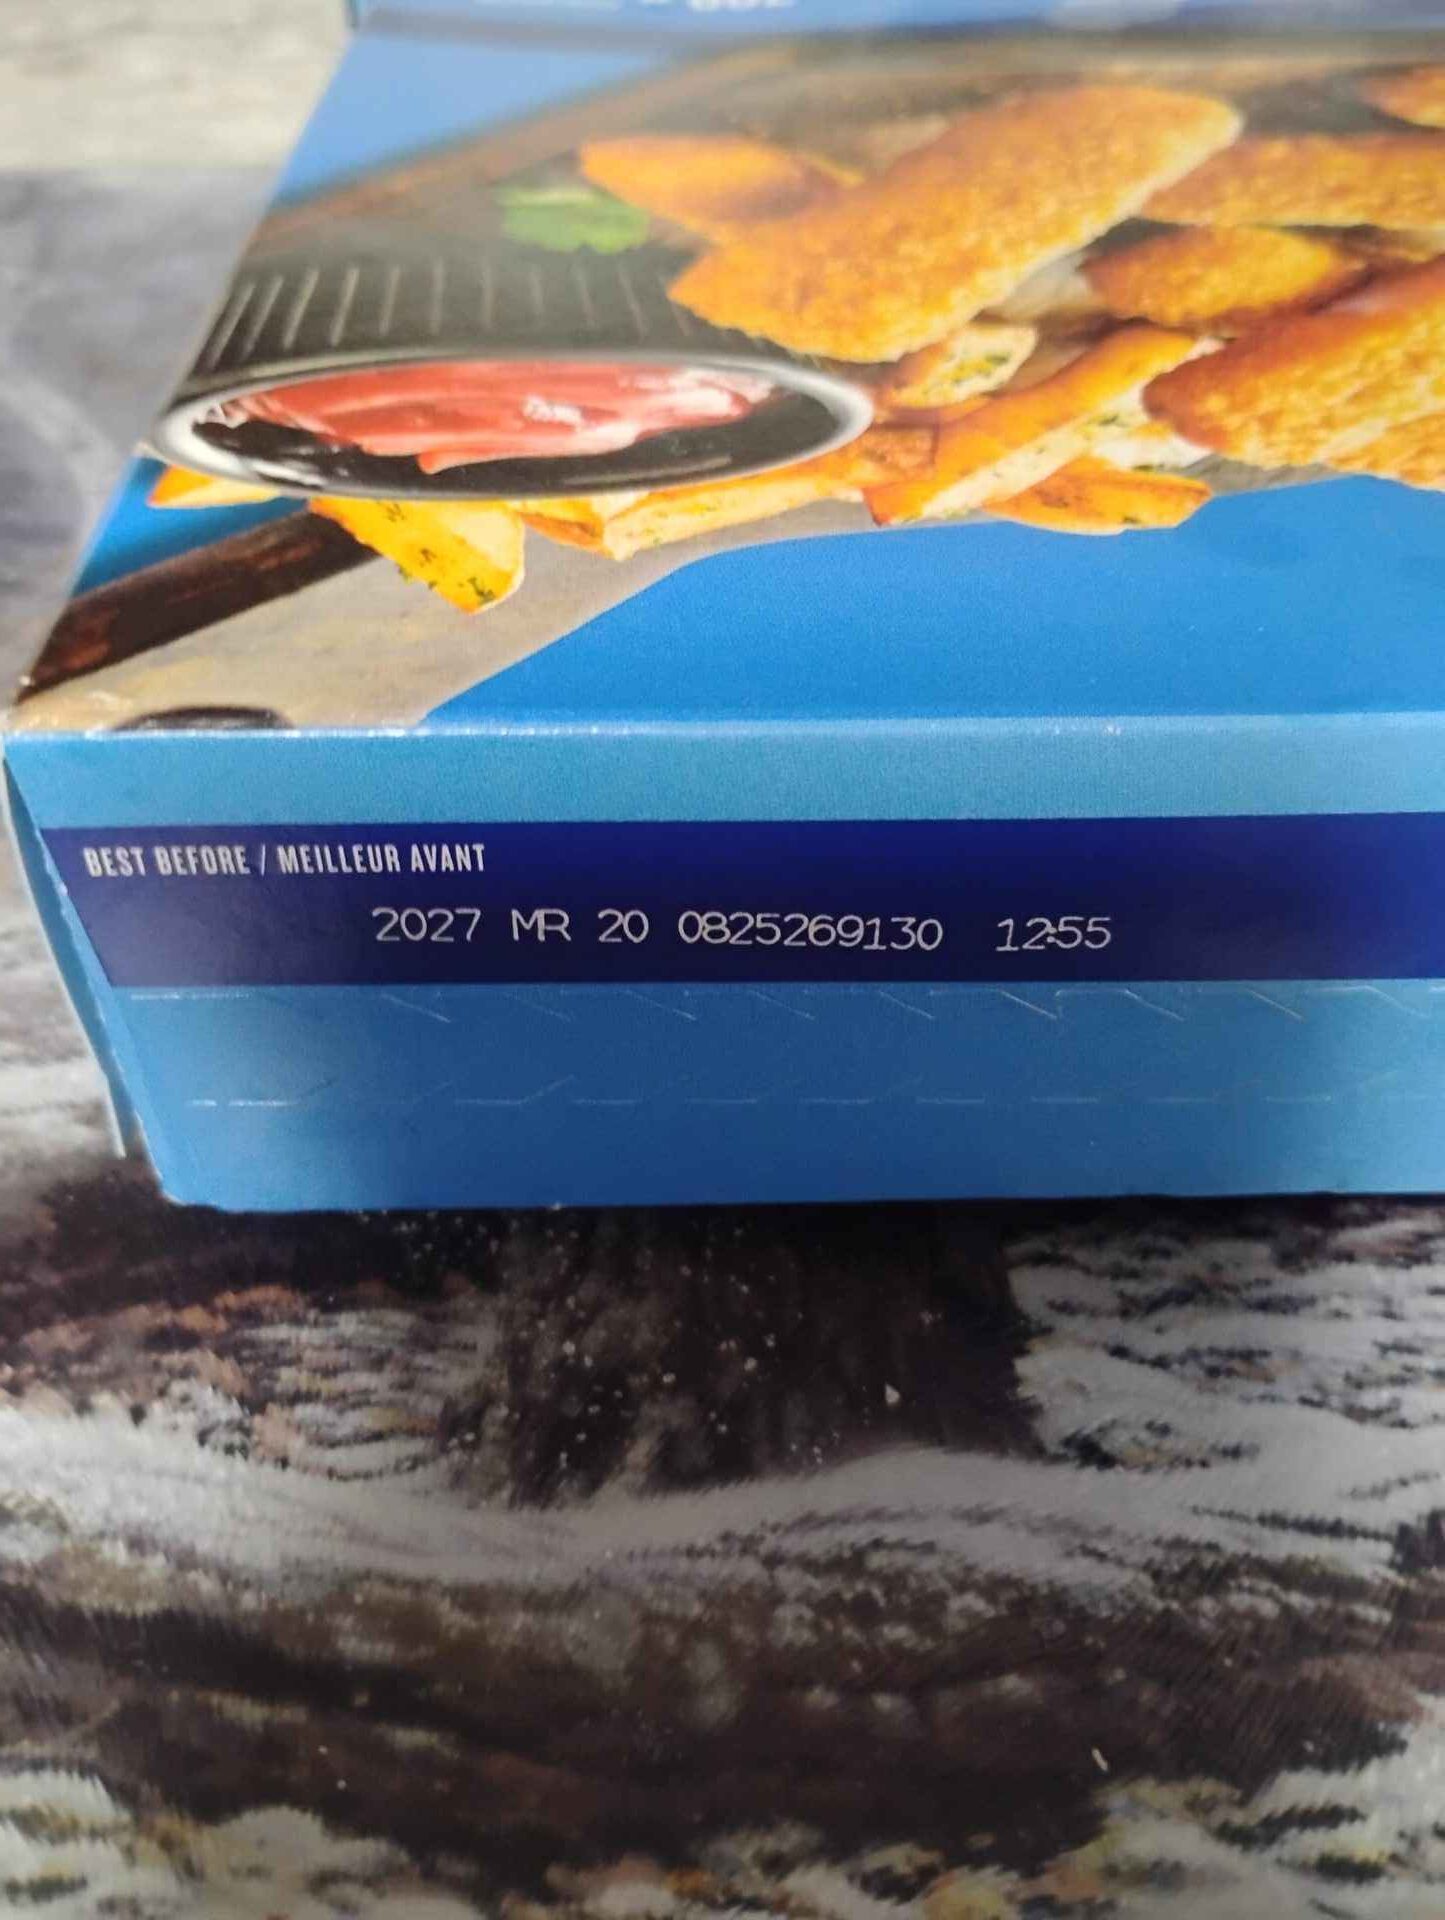 BEST BEFORE / MEILLEUR AVANT
2027 MR 20 0825269130 12:55